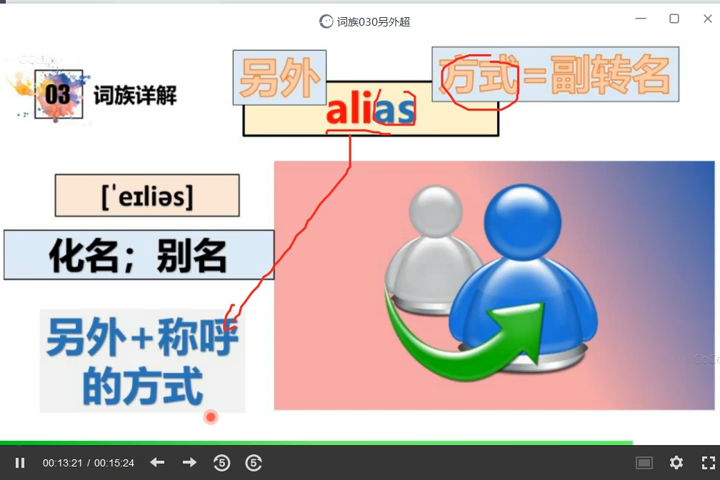 词族030另外超
另外
方式=副转名
03
词族详解
alias
[ˈeɪliəs]
化名；别名
另外+称呼
的方式
00:13:21 / 00:15:24
5
5